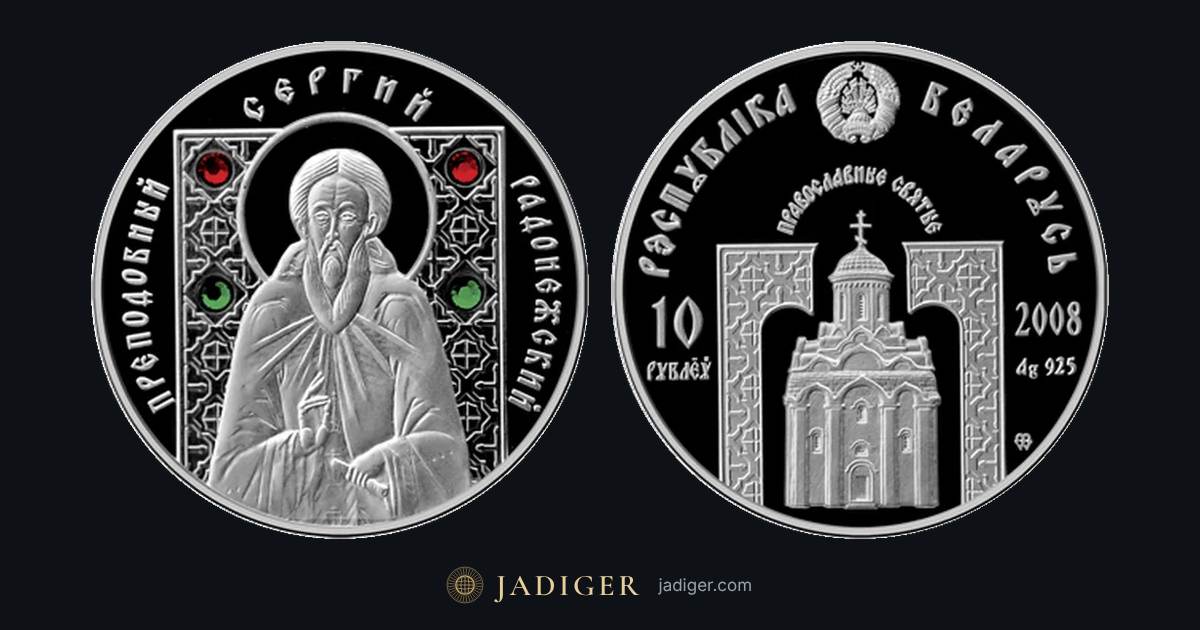 ПРЕПОДОБНЫЙ
СЕРГИЙ
РАДОНЕЖСКИЙ
РЭСПУБЛІКА БЕЛАРУСЬ
ПРАВОСЛАВНЫЕ СВЯТЫЕ
10
РУБЛЁЎ
2008
Ag 925
JADIGER jadiger.com